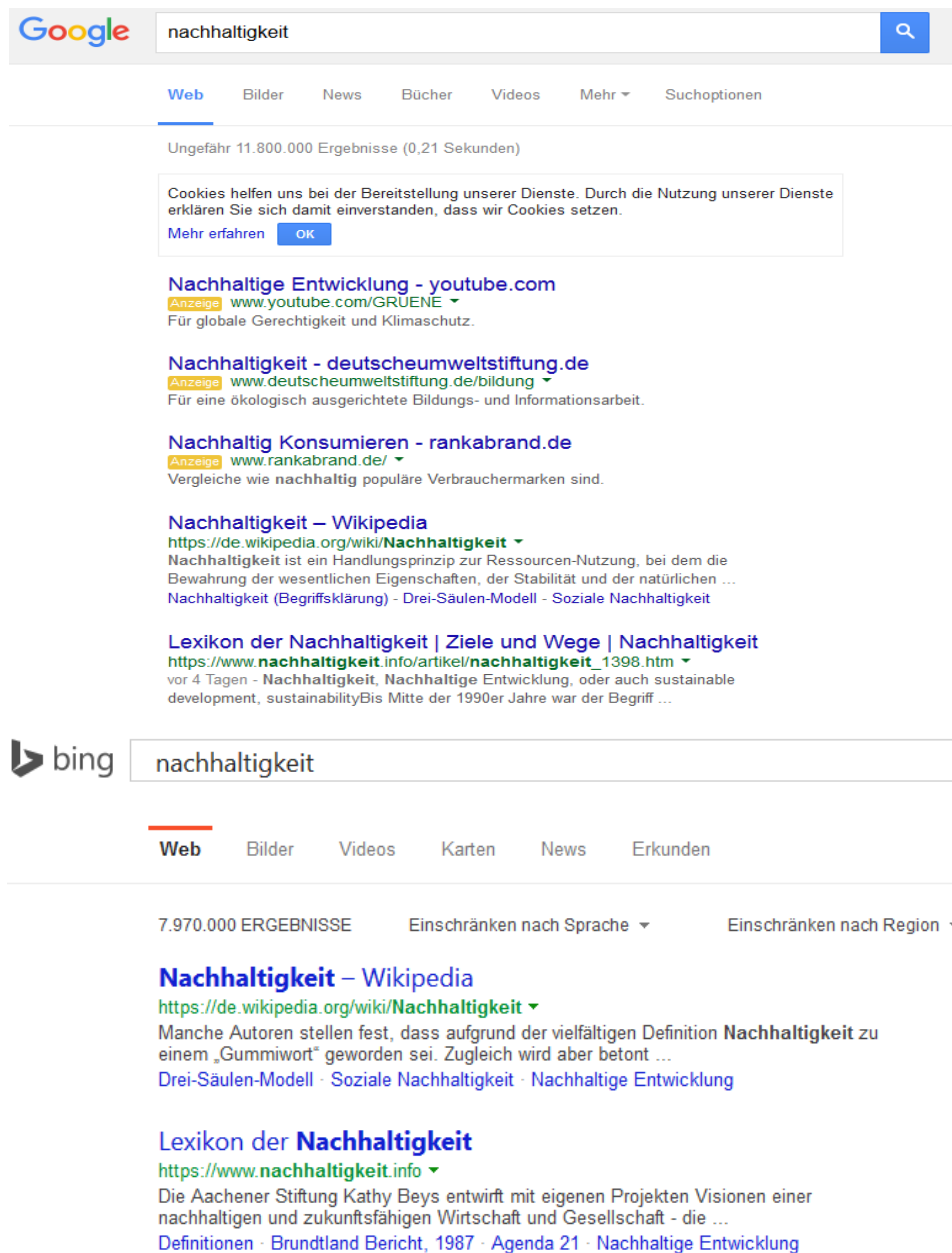 Google nachhaltigkeit
Web Bilder News Bücher Videos Mehr Suchoptionen
Ungefähr 11.800.000 Ergebnisse (0,21 Sekunden)
Cookies helfen uns bei der Bereitstellung unserer Dienste. Durch die Nutzung unserer Dienste
erklären Sie sich damit einverstanden, dass wir Cookies setzen.
Mehr erfahren OK
Nachhaltige Entwicklung - youtube.com
Anzeige www.youtube.com/GRUENE
Für globale Gerechtigkeit und Klimaschutz.
Nachhaltigkeit - deutscheumweltstiftung.de
Anzeige www.deutscheumweltstiftung.de/bildung
Für eine ökologisch ausgerichtete Bildungs- und Informationsarbeit.
Nachhaltig Konsumieren - rankabrand.de
Anzeige www.rankabrand.de/
Vergleiche wie nachhaltig populäre Verbrauchermarken sind.
Nachhaltigkeit – Wikipedia
https://de.wikipedia.org/wiki/Nachhaltigkeit
Nachhaltigkeit ist ein Handlungsprinzip zur Ressourcen-Nutzung, bei dem die
Bewahrung der wesentlichen Eigenschaften, der Stabilität und der natürlichen ...
Nachhaltigkeit (Begriffsklärung) - Drei-Säulen-Modell - Soziale Nachhaltigkeit
Lexikon der Nachhaltigkeit | Ziele und Wege | Nachhaltigkeit
https://www.nachhaltigkeit.info/artikel/nachhaltigkeit_1398.htm
vor 4 Tagen - Nachhaltigkeit, Nachhaltige Entwicklung, oder auch sustainable
development, sustainabilityBis Mitte der 1990er Jahre war der Begriff ...
bing nachhaltigkeit
Web Bilder Videos Karten News Erkunden
7.970.000 ERGEBNISSE Einschränken nach Sprache Einschränken nach Region
Nachhaltigkeit – Wikipedia
https://de.wikipedia.org/wiki/Nachhaltigkeit
Manche Autoren stellen fest, dass aufgrund der vielfältigen Definition Nachhaltigkeit zu
einem „Gummiwort“ geworden sei. Zugleich wird aber betont ...
Drei-Säulen-Modell · Soziale Nachhaltigkeit · Nachhaltige Entwicklung
Lexikon der Nachhaltigkeit
https://www.nachhaltigkeit.info
Die Aachener Stiftung Kathy Beys entwirft mit eigenen Projekten Visionen einer
nachhaltigen und zukunftsfähigen Wirtschaft und Gesellschaft - die ...
Definitionen · Brundtland Bericht, 1987 · Agenda 21 · Nachhaltige Entwicklung